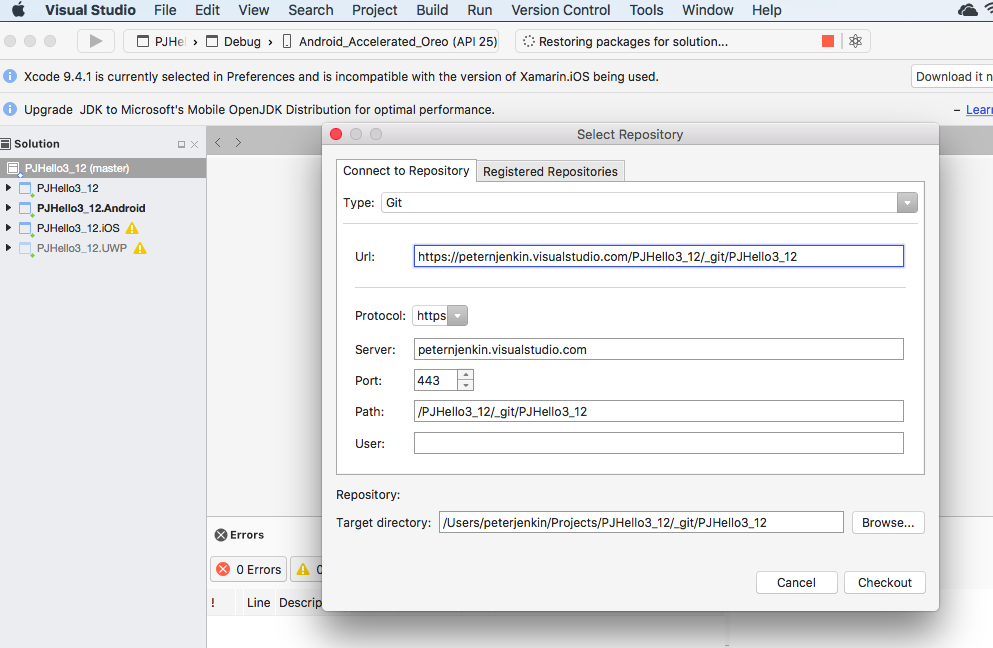 Visual Studio File Edit View Search Project Build Run Version Control Tools Window Help
PJHe › Debug › Android_Accelerated_Oreo (API 25) Restoring packages for solution...
Xcode 9.4.1 is currently selected in Preferences and is incompatible with the version of Xamarin.iOS being used. Download it n
Upgrade JDK to Microsoft's Mobile OpenJDK Distribution for optimal performance. – Learn
Solution
PJHello3_12 (master)
PJHello3_12
PJHello3_12.Android
PJHello3_12.iOS
PJHello3_12.UWP
Select Repository
Connect to Repository Registered Repositories
Type: Git
Url: https://peternjenkin.visualstudio.com/PJHello3_12/_git/PJHello3_12
Protocol: https
Server: peternjenkin.visualstudio.com
Port: 443
Path: /PJHello3_12/_git/PJHello3_12
User:
Repository:
Target directory: /Users/peterjenkin/Projects/PJHello3_12/_git/PJHello3_12 Browse...
Cancel Checkout
Errors
0 Errors 0
! Line Descrip